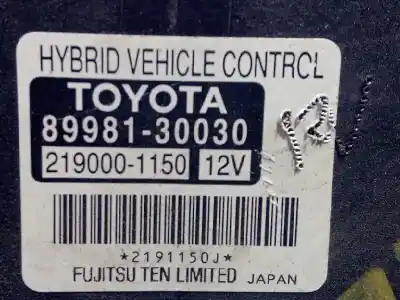 HYBRID VEHICLE CONTROL
TOYOTA
89981-30030
219000-1150 12V
*2191150J*
FUJITSU TEN LIMITED JAPAN